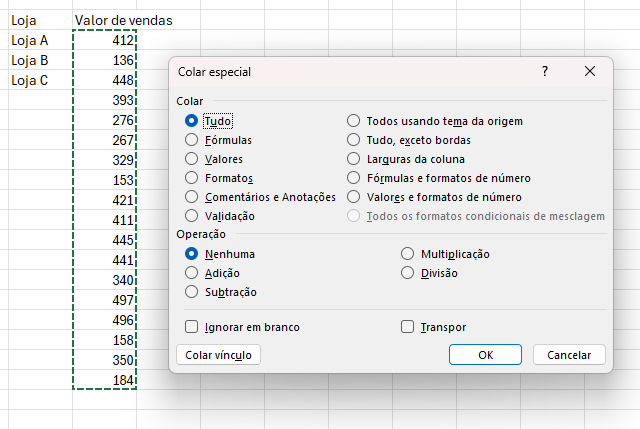 Loja Valor de vendas
Loja A 412
Loja B 136
Loja C 448
393
276
267
329
153
421
411
445
441
340
497
496
158
350
184
Colar especial ?
Colar
Tudo Todos usando tema da origem
Fórmulas Tudo, exceto bordas
Valores Larguras da coluna
Formatos Fórmulas e formatos de número
Comentários e Anotações Valores e formatos de número
Validação Todos os formatos condicionais de mesclagem
Operação
Nenhuma Multiplicação
Adição Divisão
Subtração
Ignorar em branco Transpor
Colar vínculo OK Cancelar